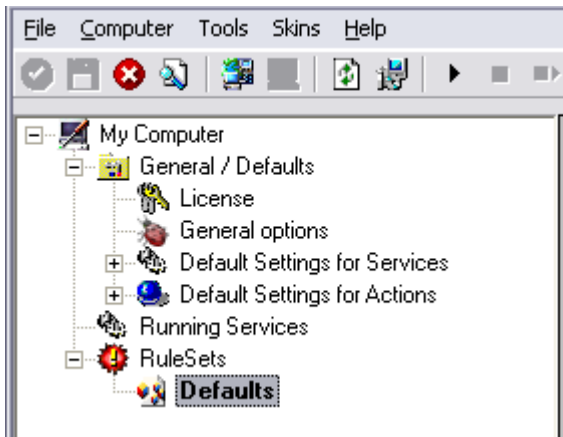 File Computer Tools Skins Help
My Computer
General / Defaults
License
General options
Default Settings for Services
Default Settings for Actions
Running Services
RuleSets
Defaults